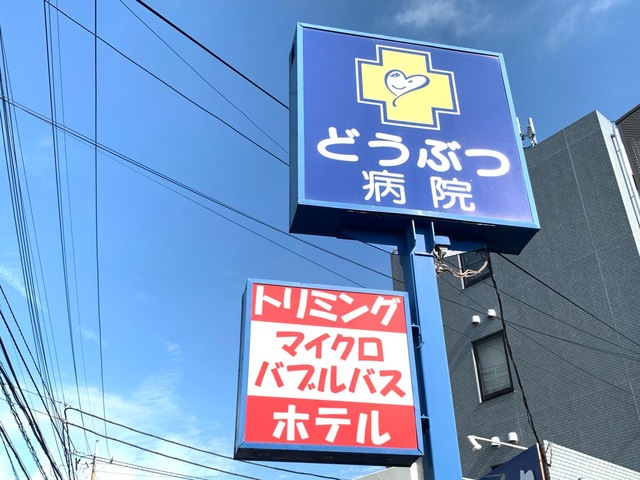 どうぶつ
病院
トリミング
マイクロ
バブルバス
ホテル